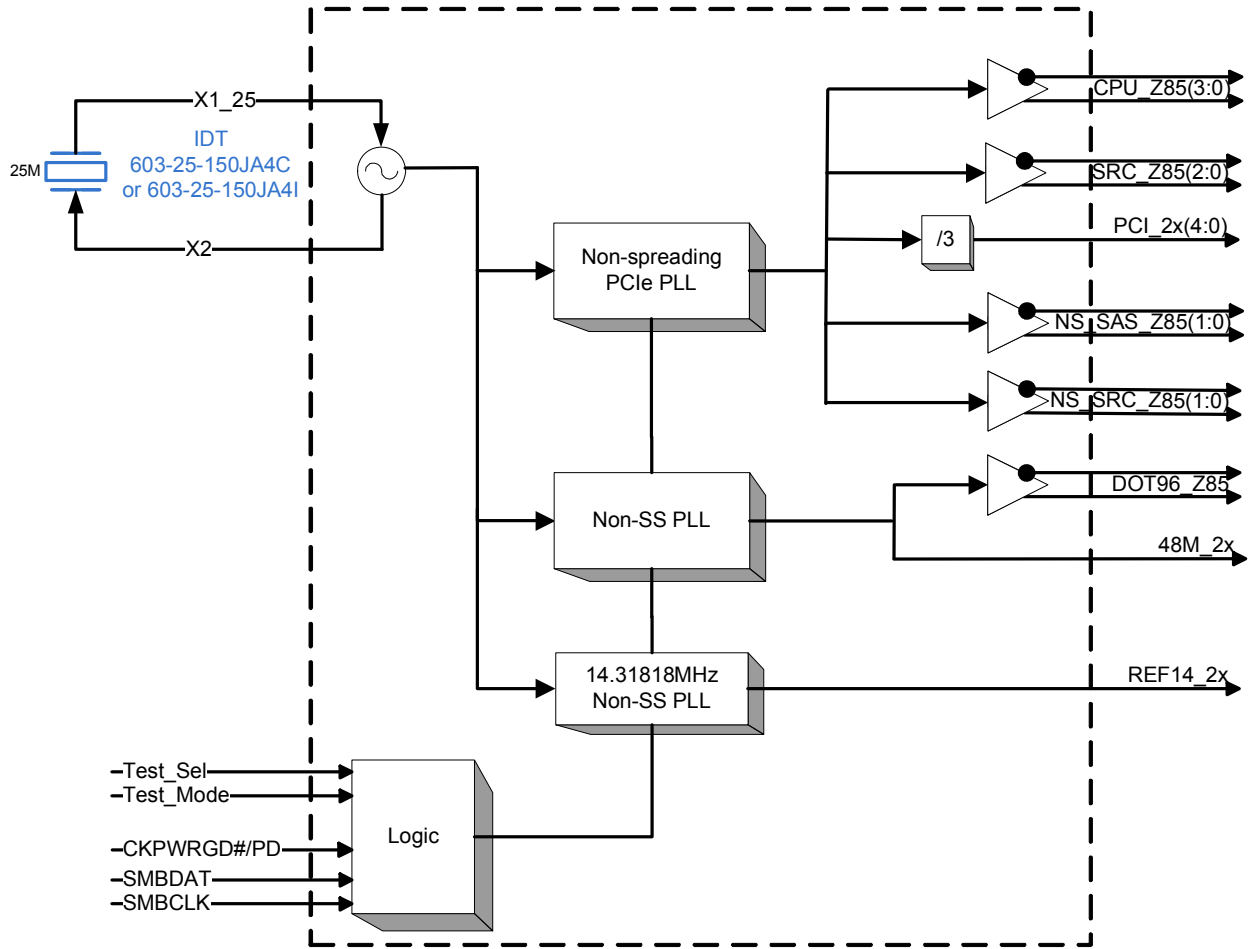 CPU_Z85(3:0)
X1_25
IDT
603-25-150JA4C
or 603-25-150JA4I
25M
SRC_Z85(2:0)
X2
Non-spreading
PCIe PLL
/3
PCI_2x(4:0)
NS_SAS_Z85(1:0)
NS_SRC_Z85(1:0)
Non-SS PLL
DOT96_Z85
48M_2x
14.31818MHz
Non-SS PLL
REF14_2x
Test_Sel
Test_Mode
Logic
CKPWRGD#/PD
SMBDAT
SMBCLK